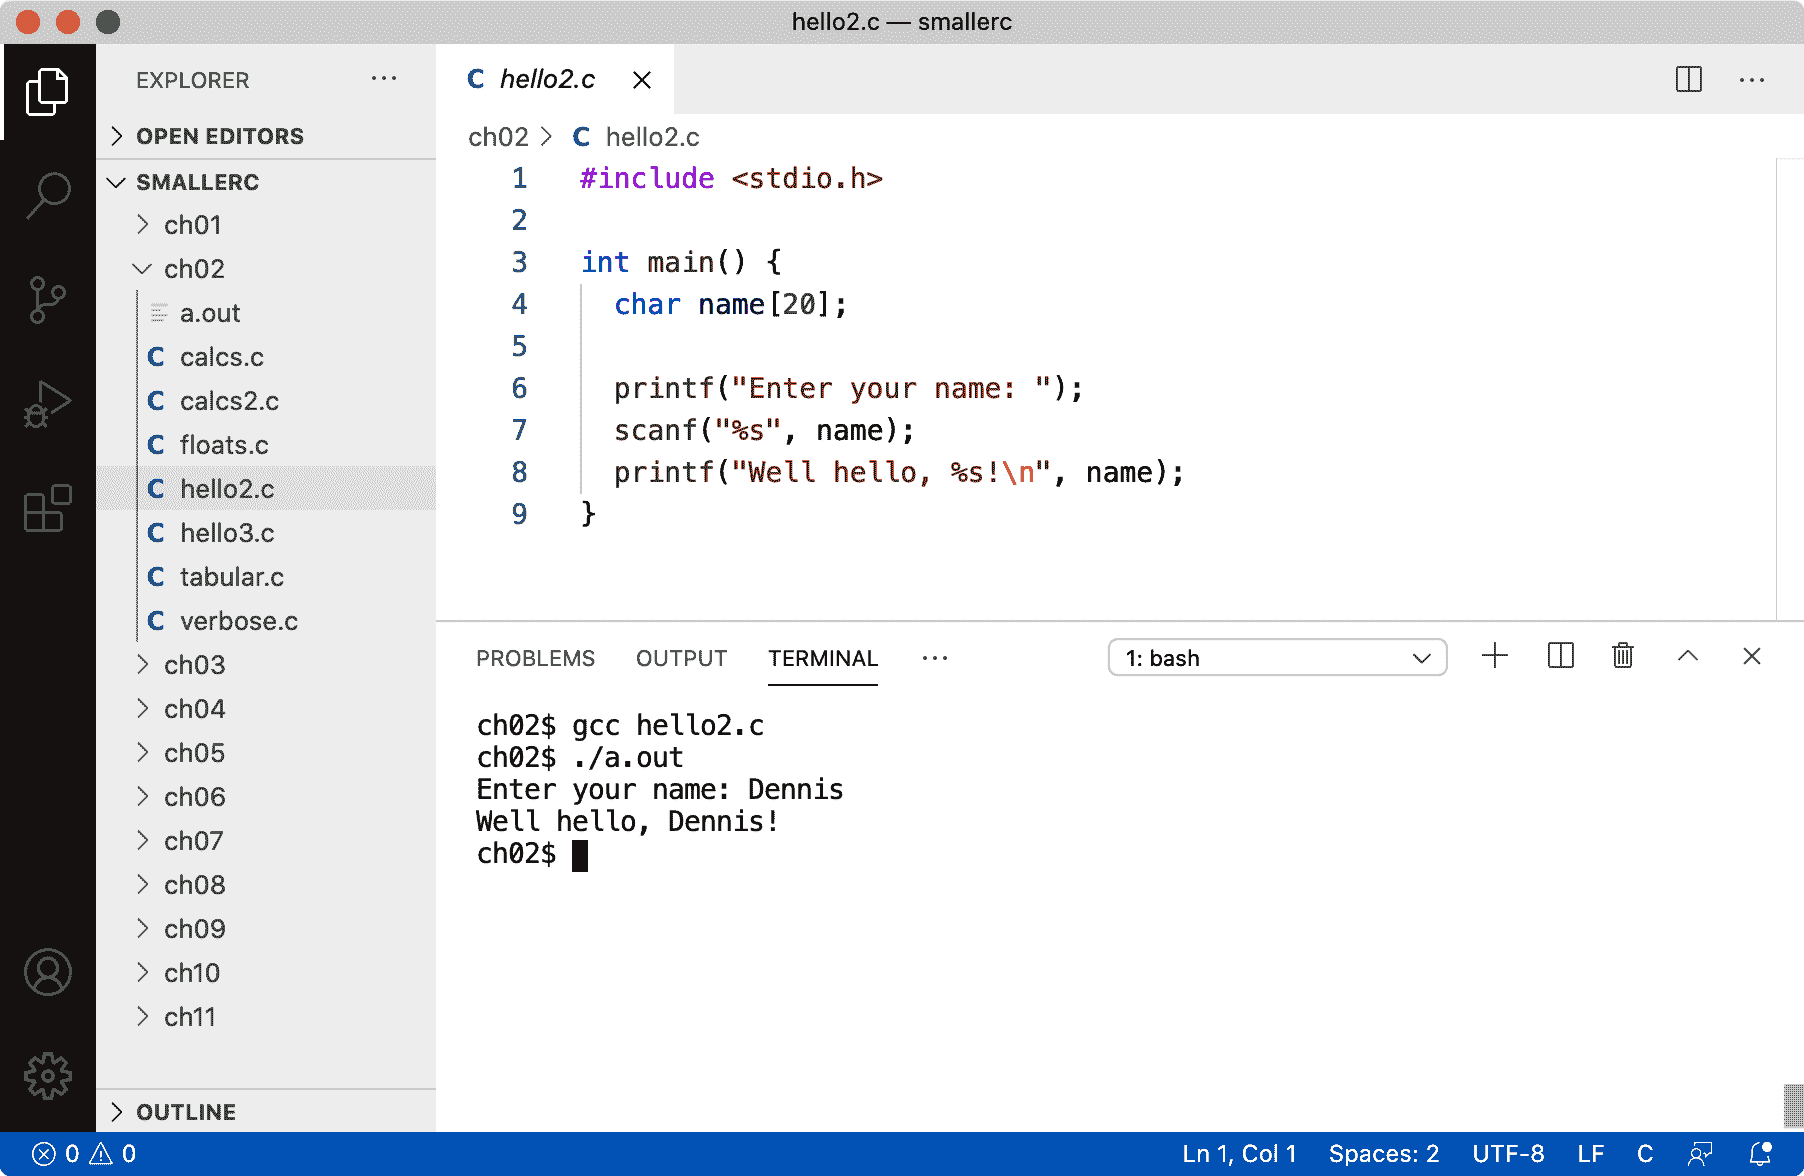 hello2.c — smallerc
EXPLORER
OPEN EDITORS
SMALLERC
ch01
ch02
a.out
C calcs.c
C calcs2.c
C floats.c
C hello2.c
C hello3.c
C tabular.c
C verbose.c
ch03
ch04
ch05
ch06
ch07
ch08
ch09
ch10
ch11
OUTLINE
C hello2.c
ch02 > C hello2.c
1 #include <stdio.h>
2
3 int main() {
4 char name[20];
5
6 printf("Enter your name: ");
7 scanf("%s", name);
8 printf("Well hello, %s!\n", name);
9 }
PROBLEMS OUTPUT TERMINAL ··· 1: bash
ch02$ gcc hello2.c
ch02$ ./a.out
Enter your name: Dennis
Well hello, Dennis!
ch02$
0 0 Ln 1, Col 1 Spaces: 2 UTF-8 LF C